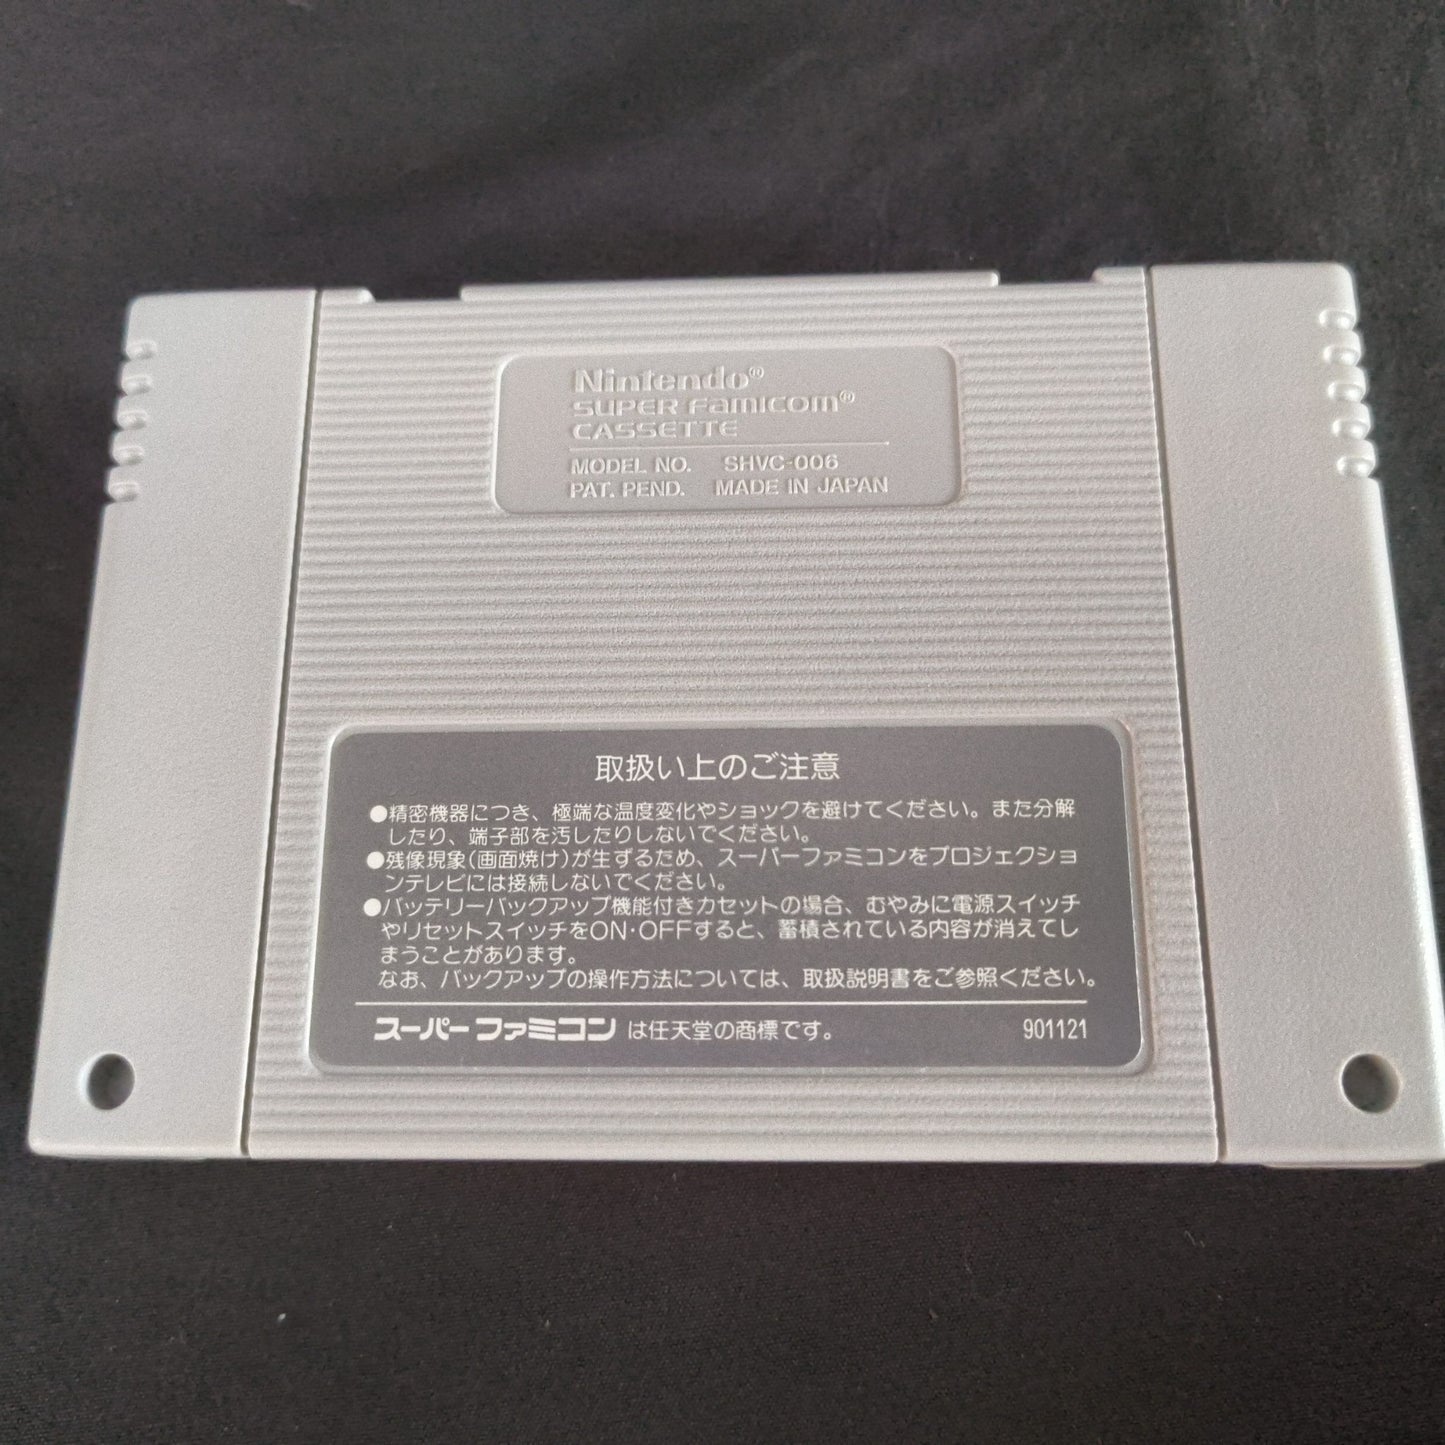 Nintendo®
SUPER Famicom®
CASSETTE
MODEL NO. SHVC-006
PAT. PEND. MADE IN JAPAN
取扱い上のご注意
●精密機器につき、極端な温度変化やショックを避けてください。また分解
したり、端子部を汚したりしないでください。
●残像現象(画面焼け)が生ずるため、スーパーファミコンをプロジェクショ
ンテレビには接続しないでください。
●バッテリーバックアップ機能付きカセットの場合、むやみに電源スイッチ
やリセットスイッチをON・OFFすると、蓄積されている内容が消えてし
まうことがあります。
なお、バックアップの操作方法については、取扱説明書をご参照ください。
スーパーファミコンは任天堂の商標です。 901121